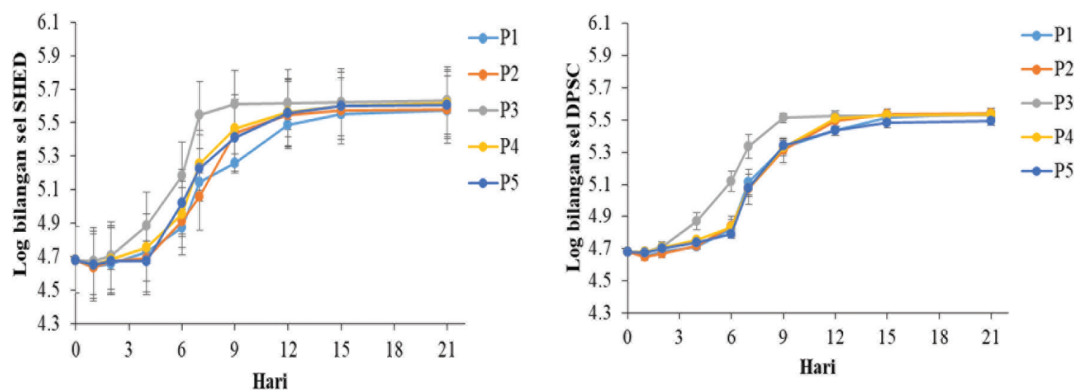 Log bilangan sel SHED
6.1
5.9
5.7
5.5
5.3
5.1
4.9
4.7
4.5
4.3
0
3
6
9
12
15
18
21
Hari
P1
P2
P3
P4
P5
Log bilangan sel DPSC
6.1
5.9
5.7
5.5
5.3
5.1
4.9
4.7
4.5
4.3
0
3
6
9
12
15
18
21
Hari
P1
P2
P3
P4
P5